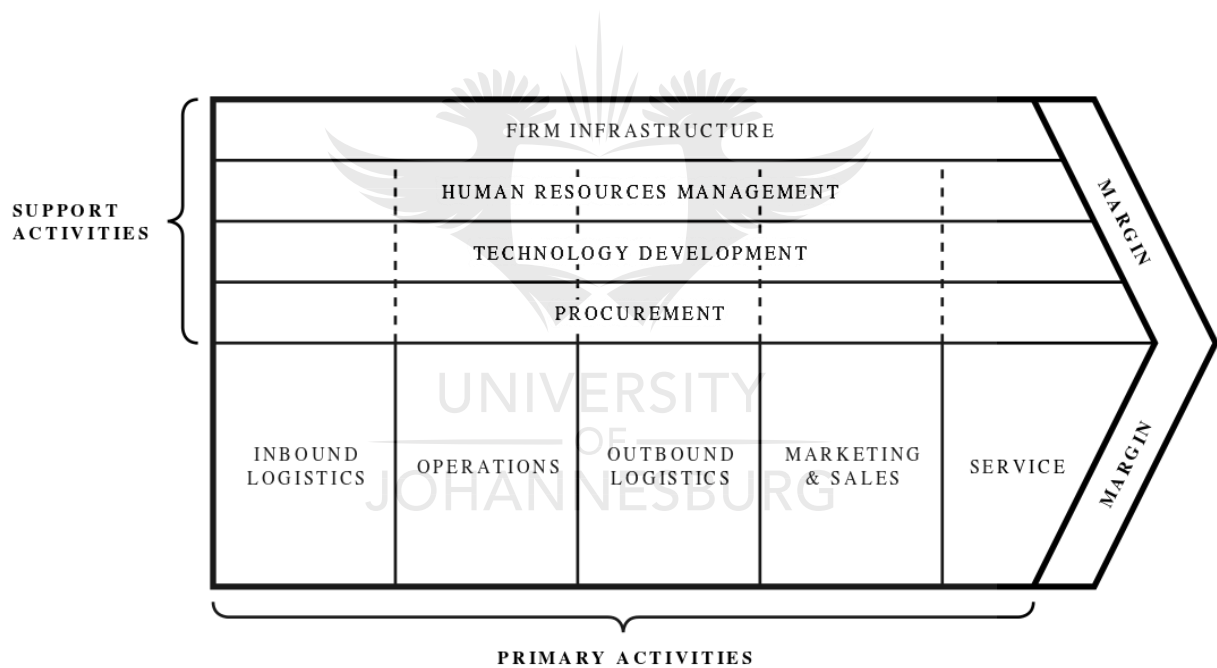 FIRM INFRASTRUCTURE
HUMAN RESOURCES MANAGEMENT
SUPPORT
ACTIVITIES
TECHNOLOGY DEVELOPMENT
PROCUREMENT
MARGIN
UNIVERSITY
OF
JOHANNESBURG
INBOUND
LOGISTICS
OPERATIONS
OUTBOUND
LOGISTICS
MARKETING
& SALES
SERVICE
MARGIN
PRIMARY ACTIVITIES